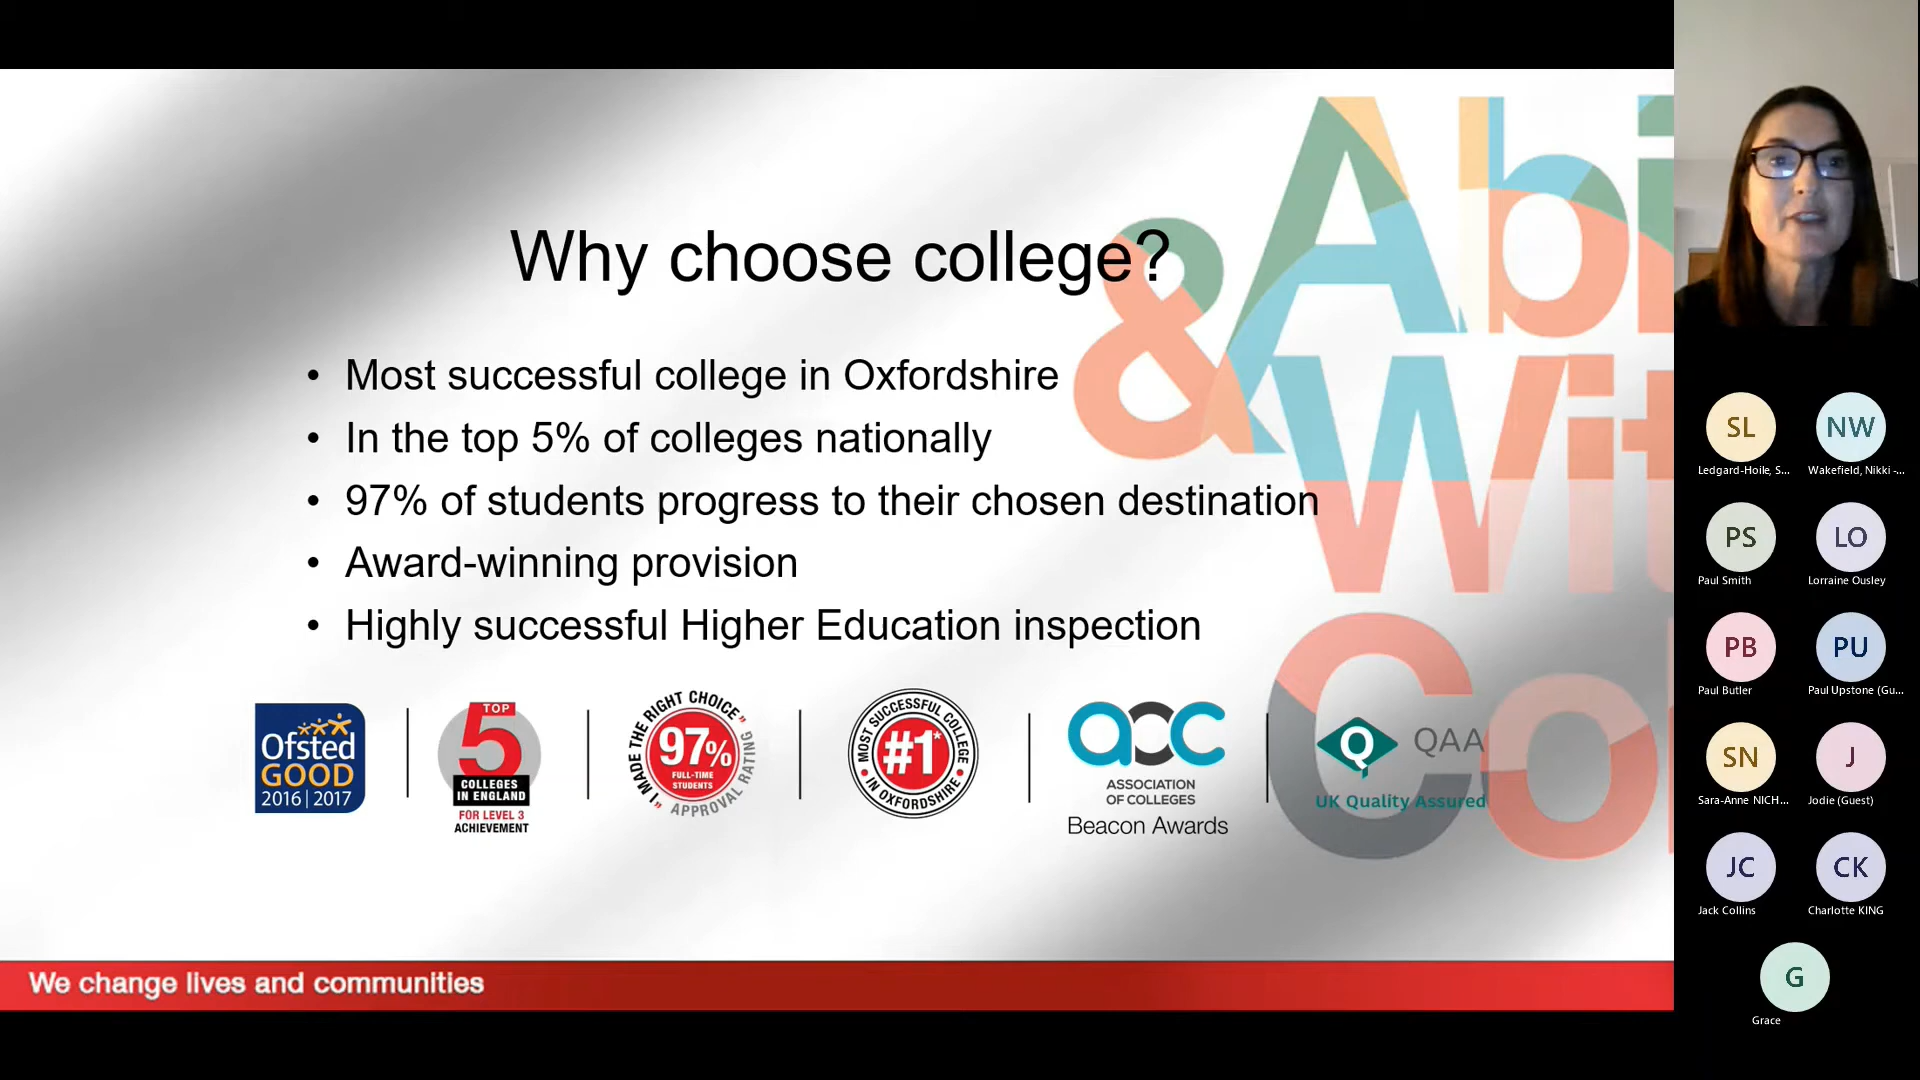 Why choose college?
• Most successful college in Oxfordshire
• In the top 5% of colleges nationally
• 97% of students progress to their chosen destination
• Award-winning provision
• Highly successful Higher Education inspection
Ofsted
GOOD
2016 | 2017
TOP
5
COLLEGES
IN ENGLAND
FOR LEVEL 3
ACHIEVEMENT
"I MADE THE RIGHT CHOICE"
97%
FULL-TIME
STUDENTS
APPROVAL RATING
MOST SUCCESSFUL COLLEGE
#1*
IN OXFORDSHIRE
aoc
ASSOCIATION
OF COLLEGES
Beacon Awards
Q QAA
UK Quality Assured
& Abi
Wit
Co
We change lives and communities
SL
Ledgard-Hoile, S...
NW
Wakefield, Nikki -...
PS
Paul Smith
LO
Lorraine Ousley
PB
Paul Butler
PU
Paul Upstone (Gu...
SN
Sara-Anne NICH...
J
Jodie (Guest)
JC
Jack Collins
CK
Charlotte KING
G
Grace